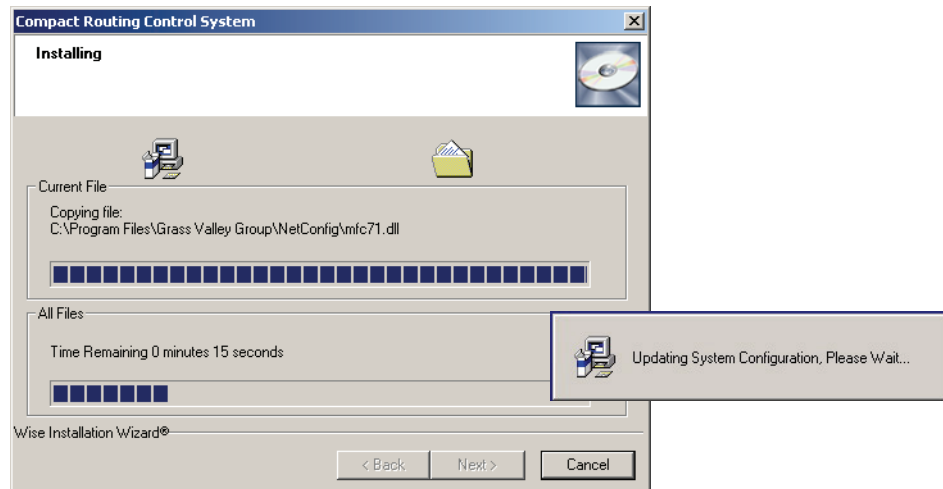 Compact Routing Control System
Installing
Current File
Copying file:
C:\Program Files\Grass Valley Group\NetConfig\mfc71.dll
All Files
Time Remaining 0 minutes 15 seconds
Updating System Configuration, Please Wait...
Wise Installation Wizard®
< Back
Next >
Cancel